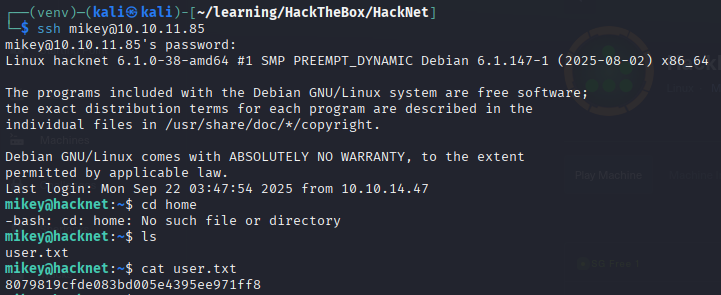 ┌──(venv)─(kali㉿kali)-[~/learning/HackTheBox/HackNet]
└─$ ssh mikey@10.10.11.85
mikey@10.10.11.85's password:
Linux hacknet 6.1.0-38-amd64 #1 SMP PREEMPT_DYNAMIC Debian 6.1.147-1 (2025-08-02) x86_64
The programs included with the Debian GNU/Linux system are free software;
the exact distribution terms for each program are described in the
individual files in /usr/share/doc/*/copyright.
Debian GNU/Linux comes with ABSOLUTELY NO WARRANTY, to the extent
permitted by applicable law.
Last login: Mon Sep 22 03:47:54 2025 from 10.10.14.47
mikey@hacknet:~$ cd home
-bash: cd: home: No such file or directory
mikey@hacknet:~$ ls
user.txt
mikey@hacknet:~$ cat user.txt
8079819cfde083bd005e4395ee971ff8